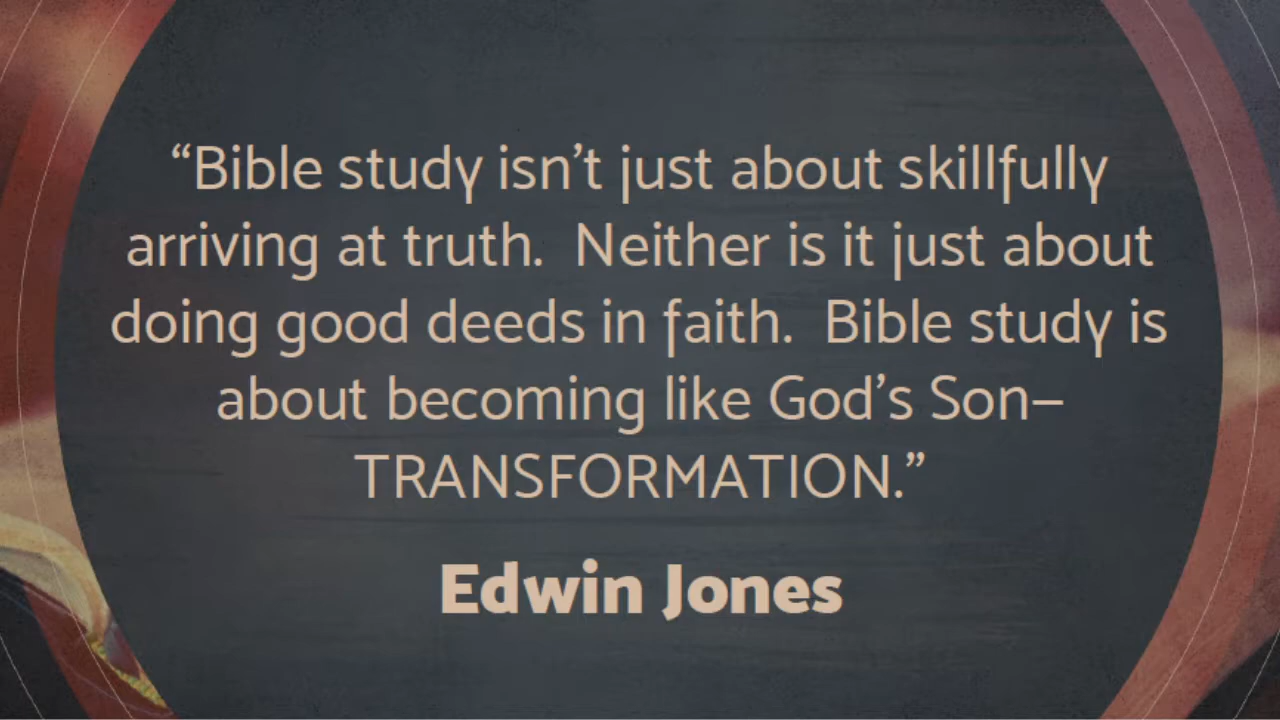 “Bible study isn’t just about skillfully
arriving at truth.  Neither is it just about
doing good deeds in faith.  Bible study is
about becoming like God’s Son–
TRANSFORMATION.”
Edwin Jones